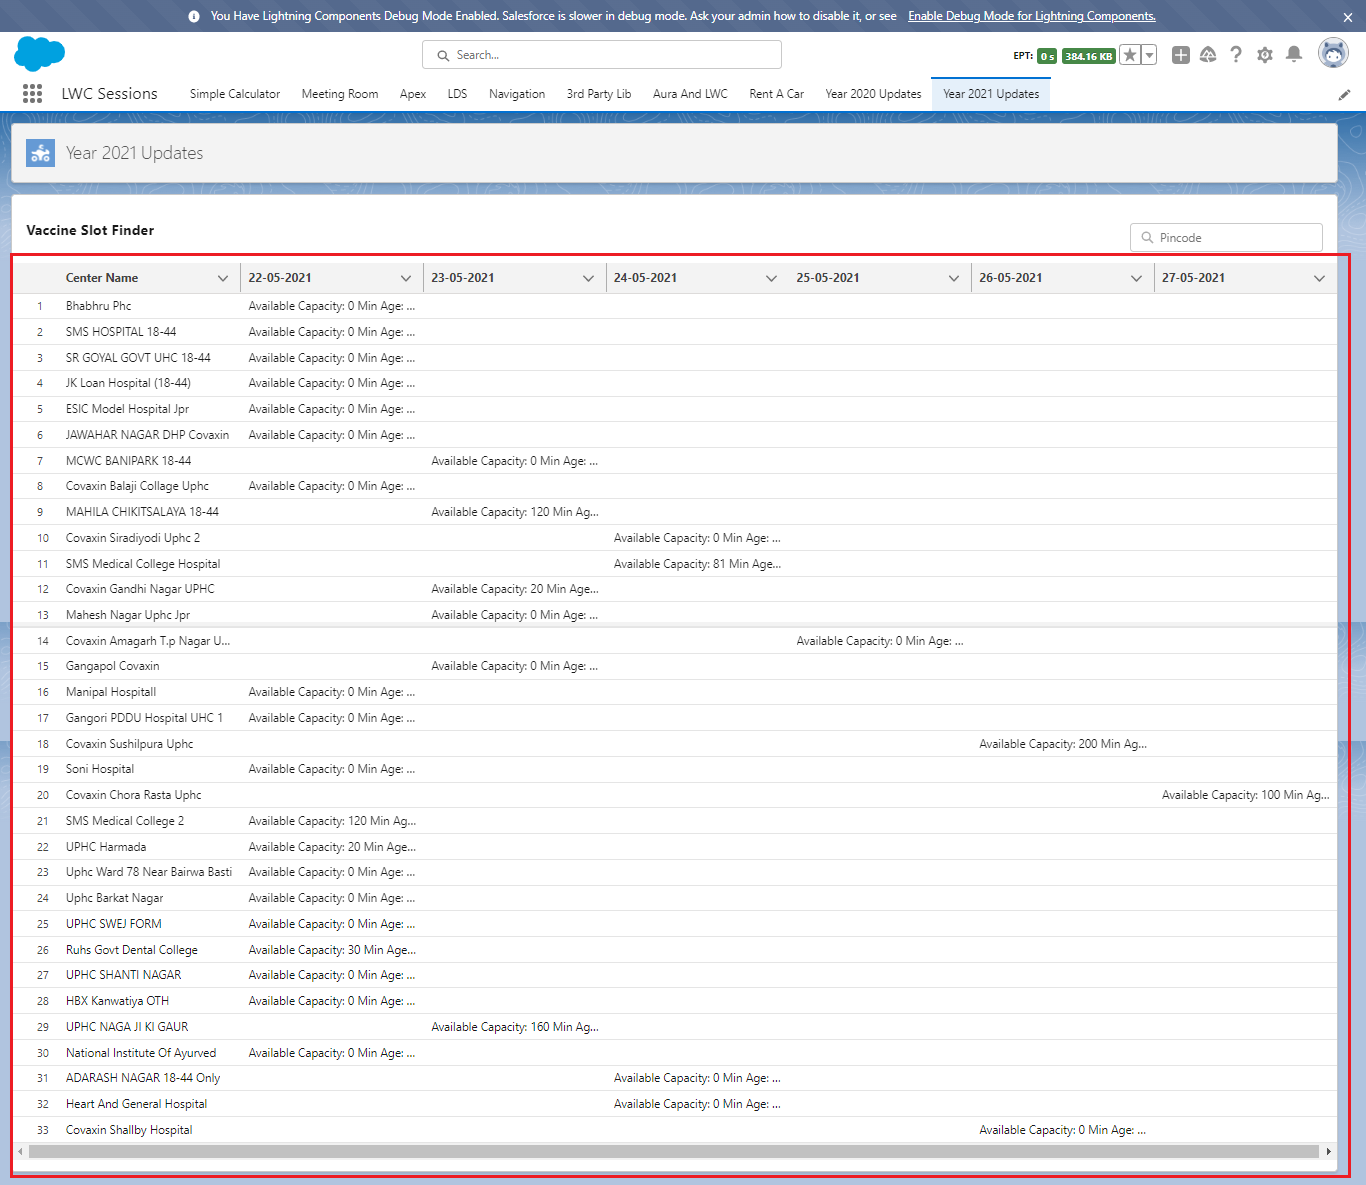 You Have Lightning Components Debug Mode Enabled. Salesforce is slower in debug mode. Ask your admin how to disable it, or see Enable Debug Mode for Lightning Components.
Search...
EPT: 0 s 384.16 KB
LWC Sessions Simple Calculator Meeting Room Apex LDS Navigation 3rd Party Lib Aura And LWC Rent A Car Year 2020 Updates Year 2021 Updates
Year 2021 Updates
Vaccine Slot Finder
Pincode
Center Name 22-05-2021 23-05-2021 24-05-2021 25-05-2021 26-05-2021 27-05-2021
1 Bhabhru Phc Available Capacity: 0 Min Age: ...
2 SMS HOSPITAL 18-44 Available Capacity: 0 Min Age: ...
3 SR GOYAL GOVT UHC 18-44 Available Capacity: 0 Min Age: ...
4 JK Loan Hospital (18-44) Available Capacity: 0 Min Age: ...
5 ESIC Model Hospital Jpr Available Capacity: 0 Min Age: ...
6 JAWAHAR NAGAR DHP Covaxin Available Capacity: 0 Min Age: ...
7 MCWC BANIPARK 18-44 Available Capacity: 0 Min Age: ...
8 Covaxin Balaji Collage Uphc Available Capacity: 0 Min Age: ...
9 MAHILA CHIKITSALAYA 18-44 Available Capacity: 120 Min Ag...
10 Covaxin Siradiyodi Uphc 2 Available Capacity: 0 Min Age: ...
11 SMS Medical College Hospital Available Capacity: 81 Min Age...
12 Covaxin Gandhi Nagar UPHC Available Capacity: 20 Min Age...
13 Mahesh Nagar Uphc Jpr Available Capacity: 0 Min Age: ...
14 Covaxin Amagarh T.p Nagar U... Available Capacity: 0 Min Age: ...
15 Gangapol Covaxin Available Capacity: 0 Min Age: ...
16 Manipal Hospitall Available Capacity: 0 Min Age: ...
17 Gangori PDDU Hospital UHC 1 Available Capacity: 0 Min Age: ...
18 Covaxin Sushilpura Uphc Available Capacity: 200 Min Ag...
19 Soni Hospital Available Capacity: 0 Min Age: ...
20 Covaxin Chora Rasta Uphc Available Capacity: 100 Min Ag...
21 SMS Medical College 2 Available Capacity: 120 Min Ag...
22 UPHC Harmada Available Capacity: 20 Min Age...
23 Uphc Ward 78 Near Bairwa Basti Available Capacity: 0 Min Age: ...
24 Uphc Barkat Nagar Available Capacity: 0 Min Age: ...
25 UPHC SWEJ FORM Available Capacity: 0 Min Age: ...
26 Ruhs Govt Dental College Available Capacity: 30 Min Age...
27 UPHC SHANTI NAGAR Available Capacity: 0 Min Age: ...
28 HBX Kanwatiya OTH Available Capacity: 0 Min Age: ...
29 UPHC NAGA JI KI GAUR Available Capacity: 160 Min Ag...
30 National Institute Of Ayurved Available Capacity: 0 Min Age: ...
31 ADARASH NAGAR 18-44 Only Available Capacity: 0 Min Age: ...
32 Heart And General Hospital Available Capacity: 0 Min Age: ...
33 Covaxin Shallby Hospital Available Capacity: 0 Min Age: ...